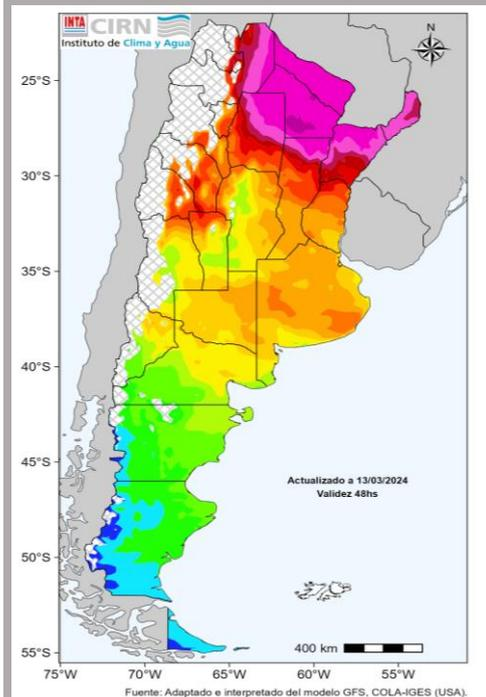 INTA CIRN
Instituto de Clima y Agua
N
25°S
30°S
35°S
40°S
45°S
50°S
55°S
Actualizado a 13/03/2024
Validez 48hs
400 km
75°W 70°W 65°W 60°W 55°W
Fuente: Adaptado e interpretado del modelo GFS, COLA-IGES (USA).